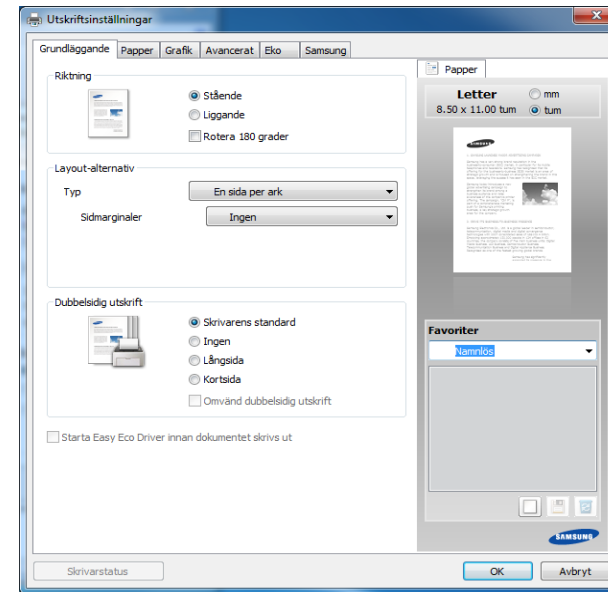 Utskriftsinställningar
Grundläggande Papper Grafik Avancerat Eko Samsung
Riktning
Stående
Liggande
Rotera 180 grader
Layout-alternativ
Typ En sida per ark
Sidmarginaler Ingen
Dubbelsidig utskrift
Skrivarens standard
Ingen
Långsida
Kortsida
Omvänd dubbelsidig utskrift
Starta Easy Eco Driver innan dokumentet skrivs ut
Papper
Letter mm
8.50 x 11.00 tum tum
SAMSUNG
Favoriter
Namnlös
SAMSUNG
Skrivarstatus OK Avbryt